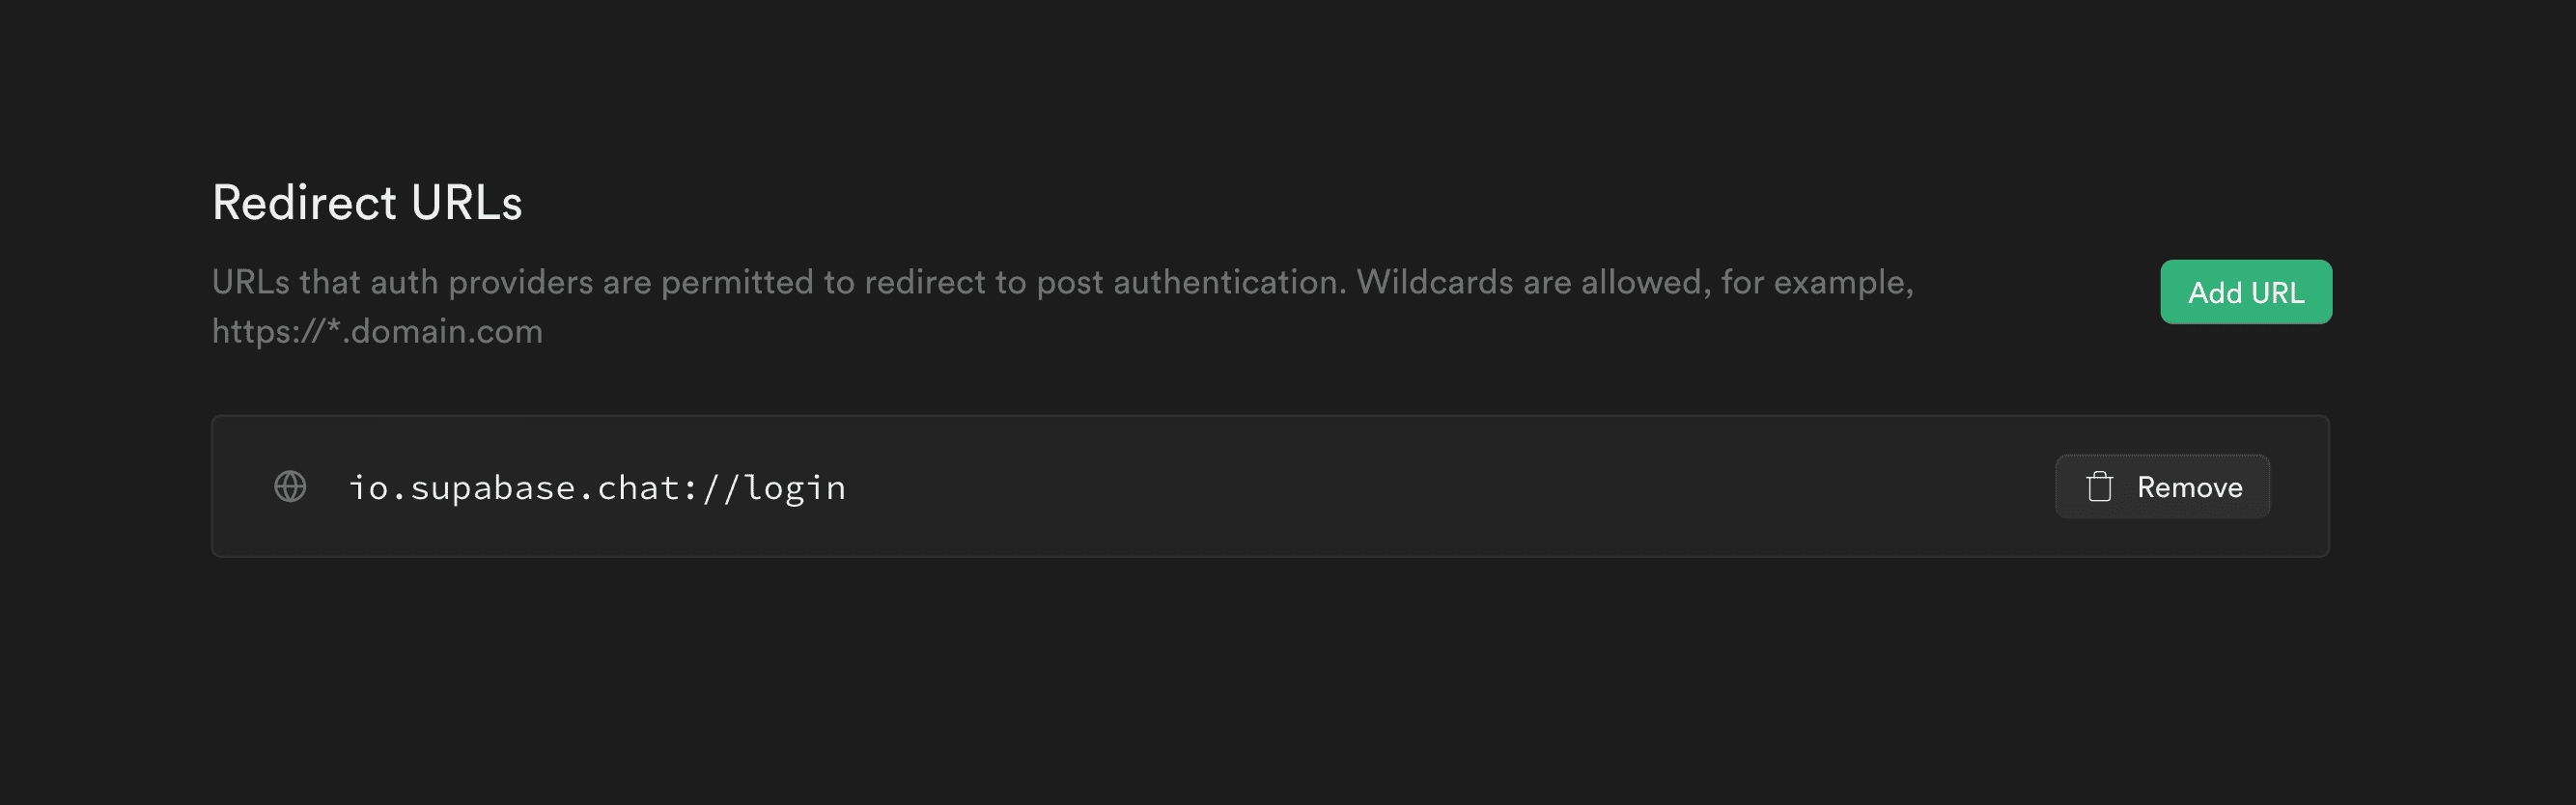 Redirect URLs
URLs that auth providers are permitted to redirect to post authentication. Wildcards are allowed, for example,
https://*.domain.com
Add URL
io.supabase.chat://login
Remove